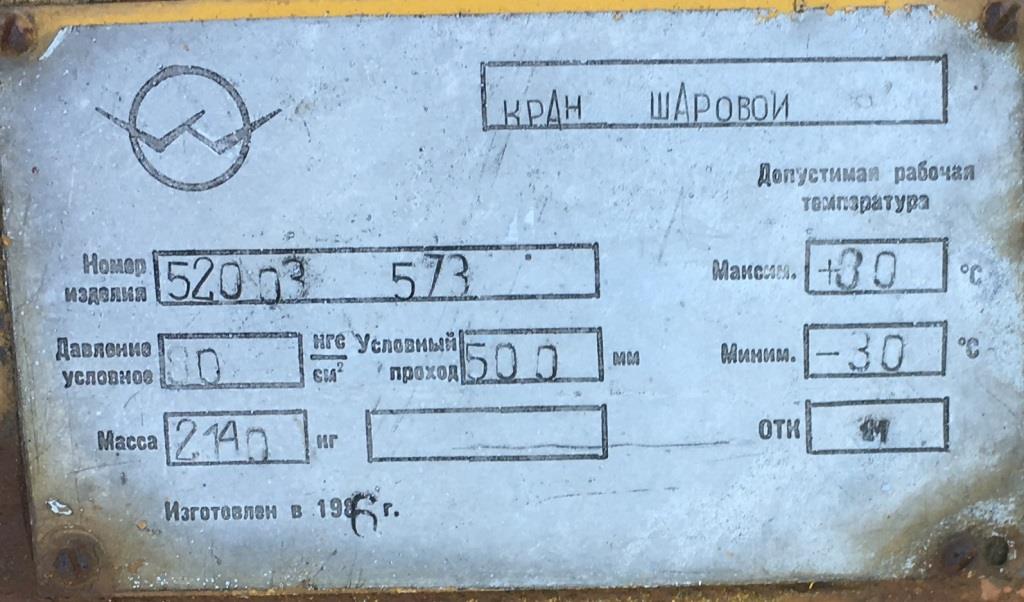 КРАН ШАРОВОЙ
Допустимая рабочая
температура
Номер
изделия
520 03 573
Максим. +80 °С
Давление
условное
80
кгс
см²
Условный
проход
500 мм
Миним. -30 °С
Масса 2140 кг
ОТК
Изготовлен в 1986 г.